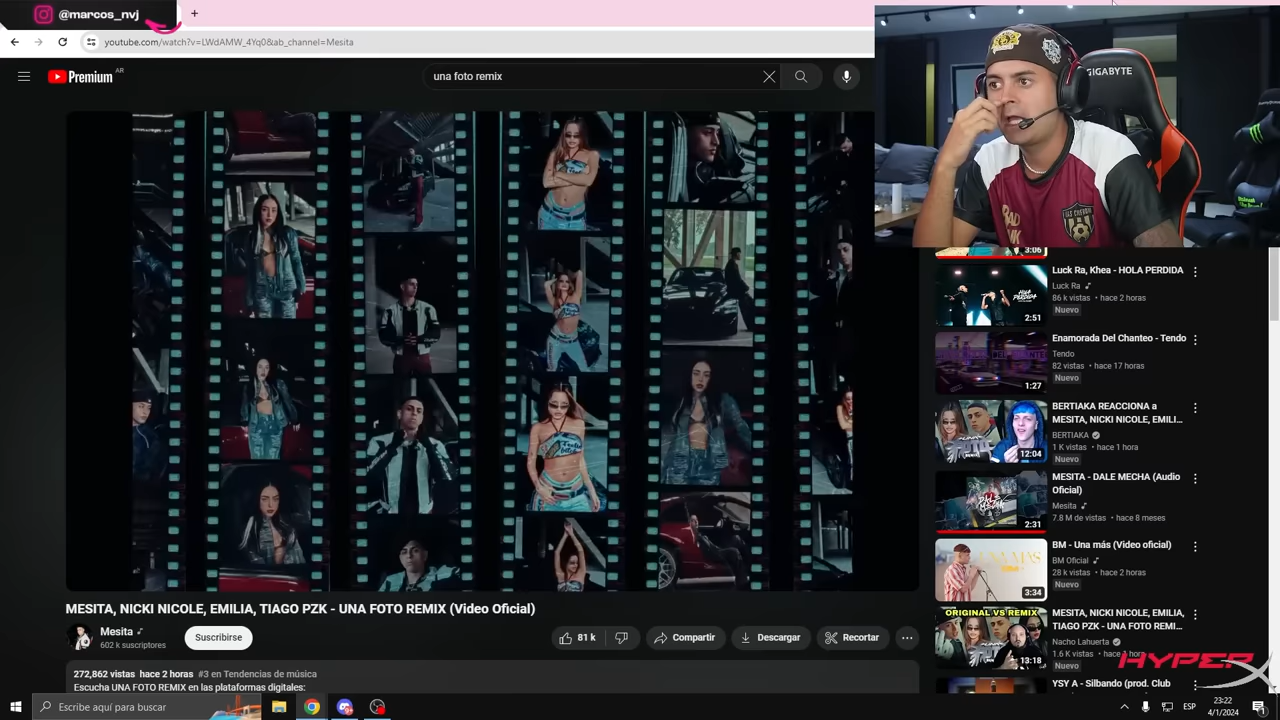 @marcos_nvj
youtube.com/watch?v=LWdAMW_4Yq0&ab_channel=Mesita
Premium AR
una foto remix
GIGABYTE
3:06
Luck Ra, Khea - HOLA PERDIDA
Luck Ra
86 k vistas • hace 2 horas
Nuevo
2:51
Enamorada Del Chanteo - Tendo
Tendo
82 vistas • hace 17 horas
Nuevo
1:27
BERTIAKA REACCIONA a
MESITA, NICKI NICOLE, EMILI...
BERTIAKA
1 K vistas • hace 1 hora
Nuevo
12:04
MESITA - DALE MECHA (Audio
Oficial)
Mesita
7.8 M de vistas • hace 8 meses
2:31
BM - Una más (Video oficial)
BM Oficial
28 k vistas • hace 2 horas
Nuevo
3:34
ORIGINAL VS REMIX
MESITA, NICKI NICOLE, EMILIA,
TIAGO PZK - UNA FOTO REMI...
Nacho Lahuerta
1.6 K vistas • hace 1 hora
Nuevo
13:18
HYPERX
YSY A - Silbando (prod. Club
MESITA, NICKI NICOLE, EMILIA, TIAGO PZK - UNA FOTO REMIX (Video Oficial)
Mesita
602 k suscriptores
Suscribirse
81 k
Compartir
Descargar
Recortar
272,862 vistas hace 2 horas #3 en Tendencias de música
Escucha UNA FOTO REMIX en las plataformas digitales:
Escribe aquí para buscar
ESP
23:22
4/1/2024